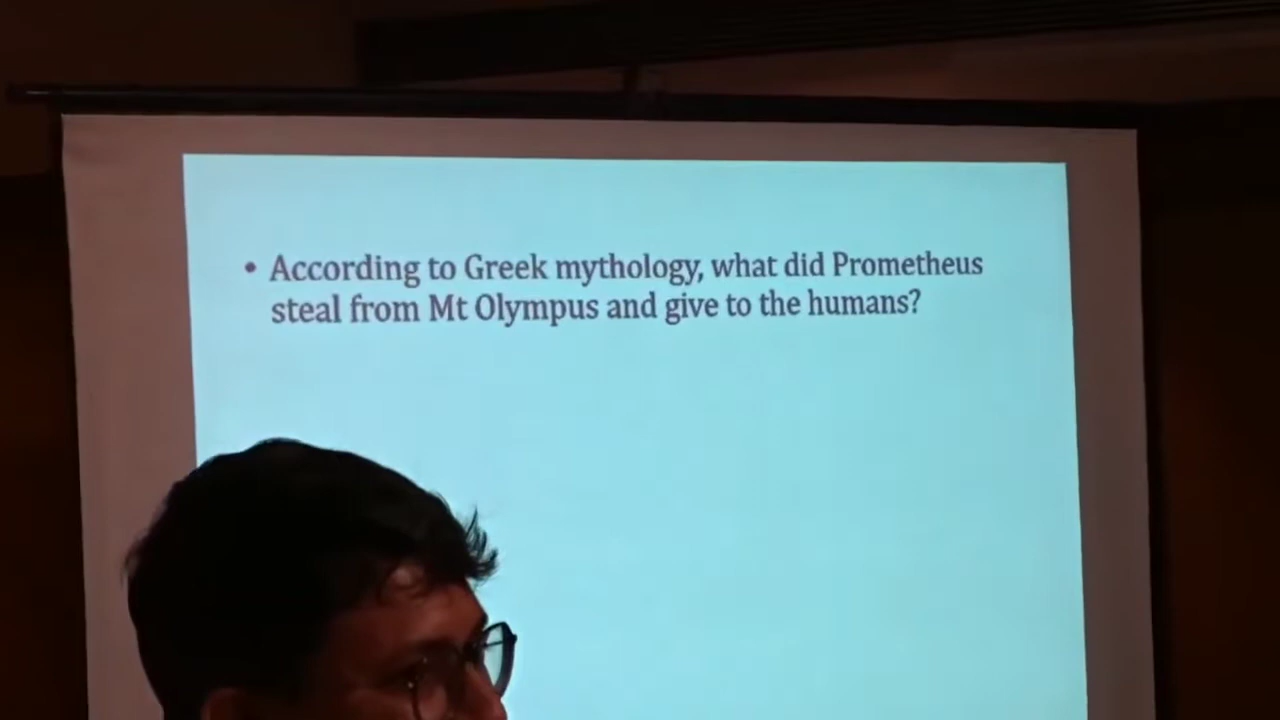 • According to Greek mythology, what did Prometheus
steal from Mt Olympus and give to the humans?